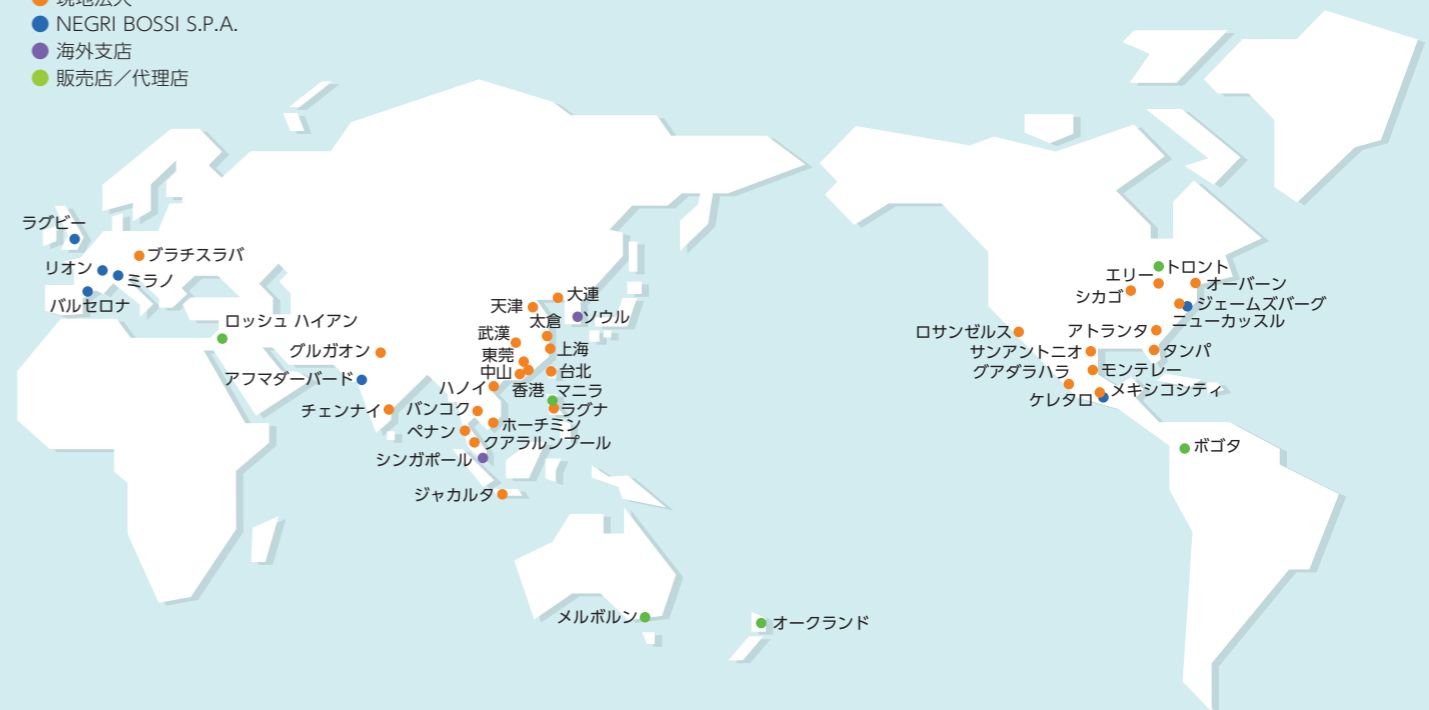 現地法人
NEGRI BOSSI S.P.A.
海外支店
販売店／代理店
ラグビー
ブラチスラバ
リオン
ミラノ
バルセロナ
ロッシュ ハイアン
グルガオン
アフマダーバード
チェンナイ
大連
天津
ソウル
太倉
武漢
上海
東莞
中山
台北
香港
マニラ
ハノイ
ラグナ
バンコク
ホーチミン
ペナン
クアラルンプール
シンガポール
ジャカルタ
メルボルン
オークランド
トロント
エリー
オーバーン
シカゴ
ジェームズバーグ
ニューカッスル
ロサンゼルス
アトランタ
サンアントニオ
タンパ
グアダラハラ
モンテレー
メキシコシティ
ケレタロ
ボゴタ